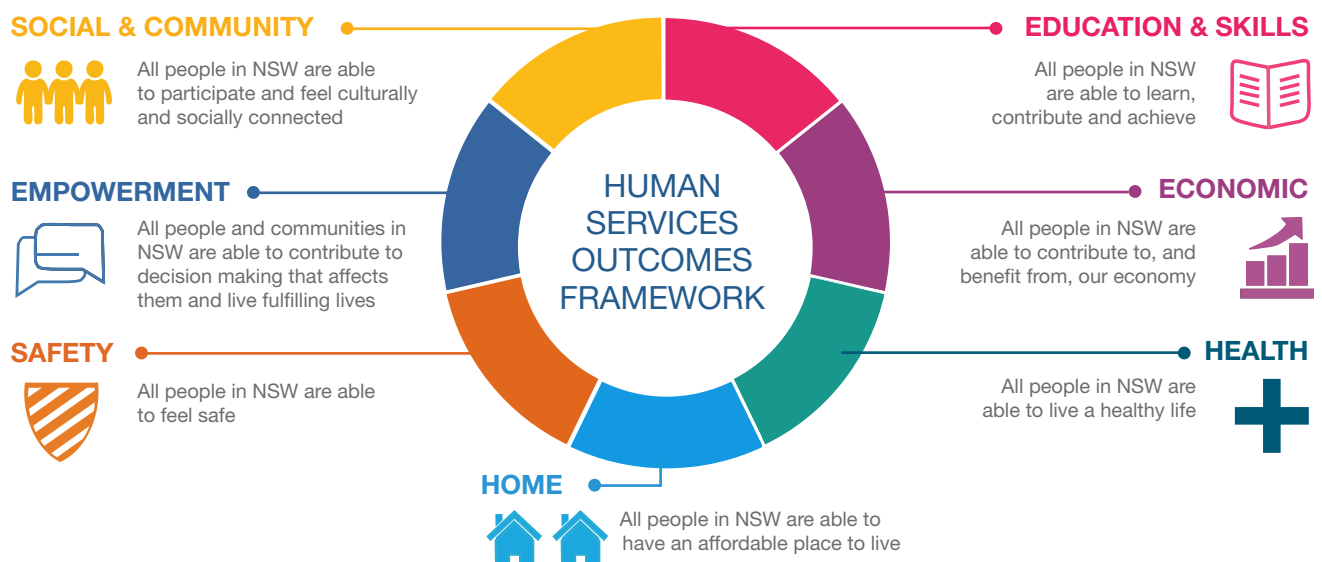 SOCIAL & COMMUNITY
All people in NSW are able
to participate and feel culturally
and socially connected
EMPOWERMENT
All people and communities in
NSW are able to contribute to
decision making that affects
them and live fulfilling lives
SAFETY
All people in NSW are able
to feel safe
HUMAN
SERVICES
OUTCOMES
FRAMEWORK
EDUCATION & SKILLS
All people in NSW
are able to learn,
contribute and achieve
ECONOMIC
All people in NSW are
able to contribute to, and
benefit from, our economy
HEALTH
All people in NSW are
able to live a healthy life
HOME
All people in NSW are able to
have an affordable place to live